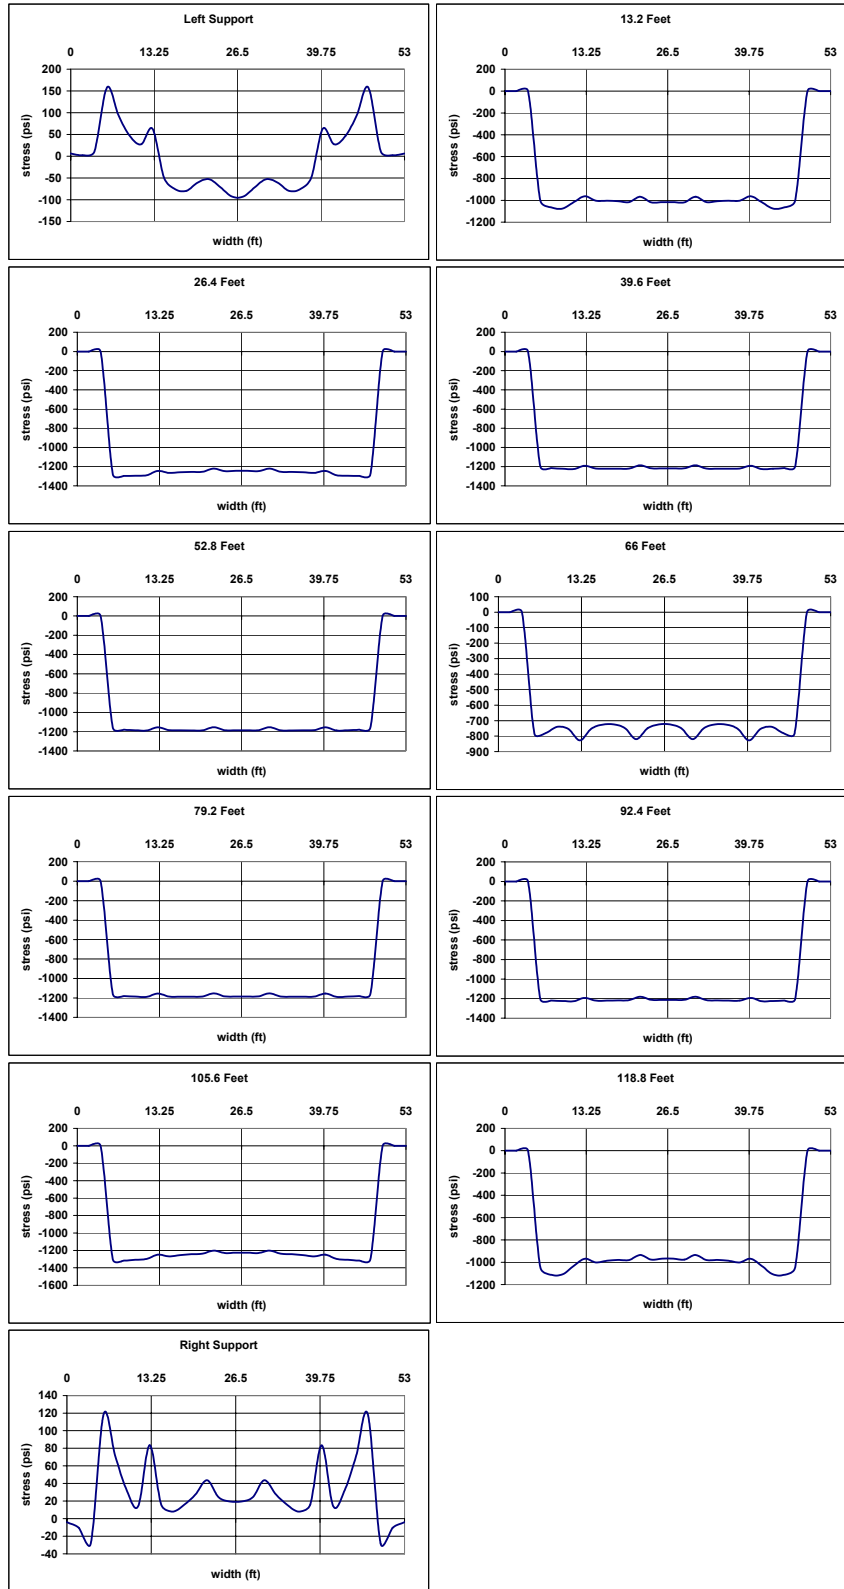 Left Support
0 13.25 26.5 39.75 53
200
150
100
50
0
-50
-100
-150
stress (psi)
width (ft)
13.2 Feet
0 13.25 26.5 39.75 53
200
0
-200
-400
-600
-800
-1000
-1200
stress (psi)
width (ft)
26.4 Feet
0 13.25 26.5 39.75 53
200
0
-200
-400
-600
-800
-1000
-1200
-1400
stress (psi)
width (ft)
39.6 Feet
0 13.25 26.5 39.75 53
200
0
-200
-400
-600
-800
-1000
-1200
-1400
stress (psi)
width (ft)
52.8 Feet
0 13.25 26.5 39.75 53
200
0
-200
-400
-600
-800
-1000
-1200
-1400
stress (psi)
width (ft)
66 Feet
0 13.25 26.5 39.75 53
100
0
-100
-200
-300
-400
-500
-600
-700
-800
-900
stress (psi)
width (ft)
79.2 Feet
0 13.25 26.5 39.75 53
200
0
-200
-400
-600
-800
-1000
-1200
-1400
stress (psi)
width (ft)
92.4 Feet
0 13.25 26.5 39.75 53
200
0
-200
-400
-600
-800
-1000
-1200
-1400
stress (psi)
width (ft)
105.6 Feet
0 13.25 26.5 39.75 53
200
0
-200
-400
-600
-800
-1000
-1200
-1400
-1600
stress (psi)
width (ft)
118.8 Feet
0 13.25 26.5 39.75 53
200
0
-200
-400
-600
-800
-1000
-1200
stress (psi)
width (ft)
Right Support
0 13.25 26.5 39.75 53
140
120
100
80
60
40
20
0
-20
-40
stress (psi)
width (ft)